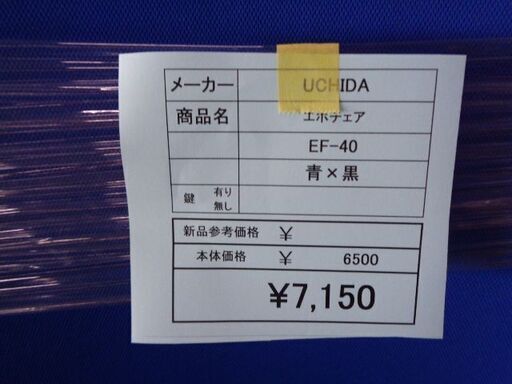 メーカー UCHIDA
商品名 エポチェア
EF-40
青×黒
鍵 有り 無し
新品参考価格 ￥
本体価格 ￥ 6500
¥7,150